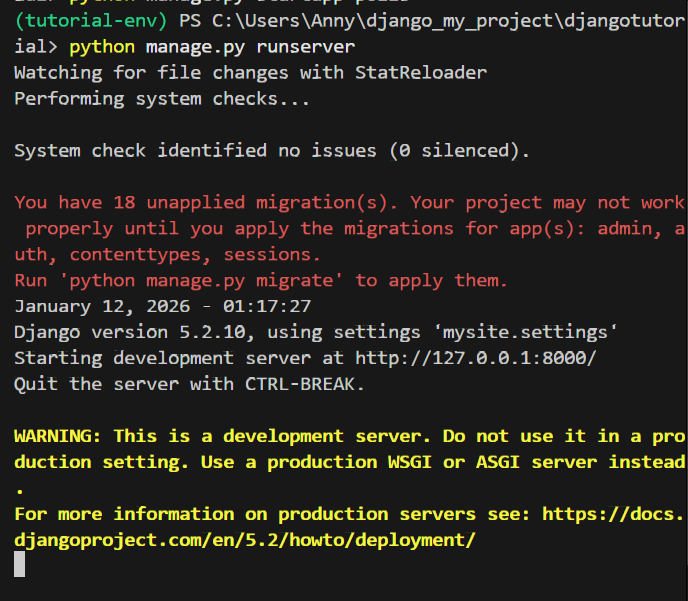 (tutorial-env) PS C:\Users\Anny\django_my_project\djangotutor
ial> python manage.py runserver
Watching for file changes with StatReloader
Performing system checks...
System check identified no issues (0 silenced).
You have 18 unapplied migration(s). Your project may not work
properly until you apply the migrations for app(s): admin, a
uth, contenttypes, sessions.
Run 'python manage.py migrate' to apply them.
January 12, 2026 - 01:17:27
Django version 5.2.10, using settings 'mysite.settings'
Starting development server at http://127.0.0.1:8000/
Quit the server with CTRL-BREAK.
WARNING: This is a development server. Do not use it in a pro
duction setting. Use a production WSGI or ASGI server instead
.
For more information on production servers see: https://docs.
djangoproject.com/en/5.2/howto/deployment/